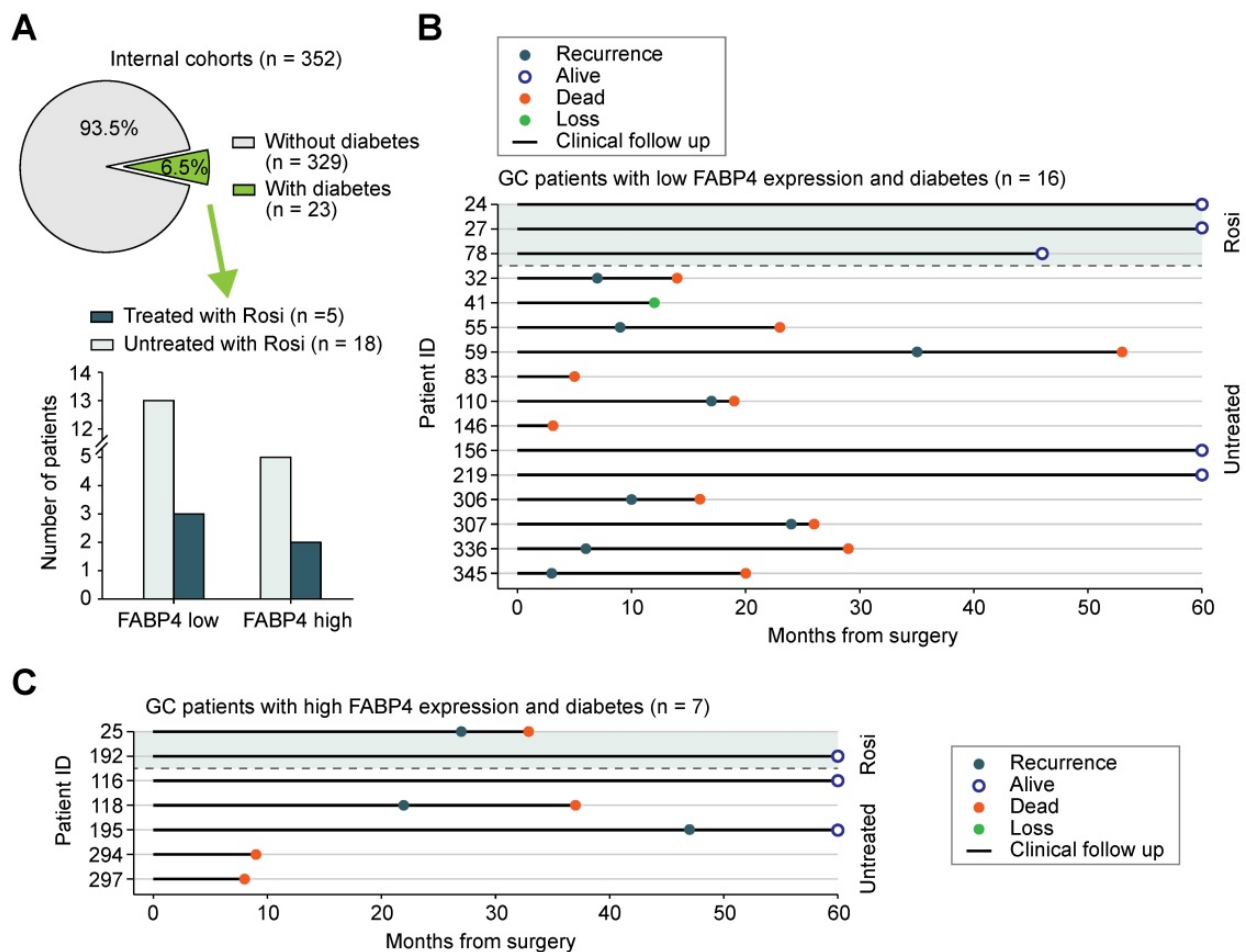 A
Internal cohorts (n = 352)
93.5%
6.5%
Without diabetes
(n = 329)
With diabetes
(n = 23)
Treated with Rosi (n =5)
Untreated with Rosi (n = 18)
Number of patients
14
13
12
5
4
3
2
1
0
FABP4 low
FABP4 high
B
Recurrence
Alive
Dead
Loss
Clinical follow up
GC patients with low FABP4 expression and diabetes (n = 16)
Patient ID
24
27
78
32
41
55
59
83
110
146
156
219
306
307
336
345
Rosi
Untreated
0 10 20 30 40 50 60
Months from surgery
C
GC patients with high FABP4 expression and diabetes (n = 7)
Patient ID
25
192
116
118
195
294
297
Rosi
Untreated
0 10 20 30 40 50 60
Months from surgery
Recurrence
Alive
Dead
Loss
Clinical follow up